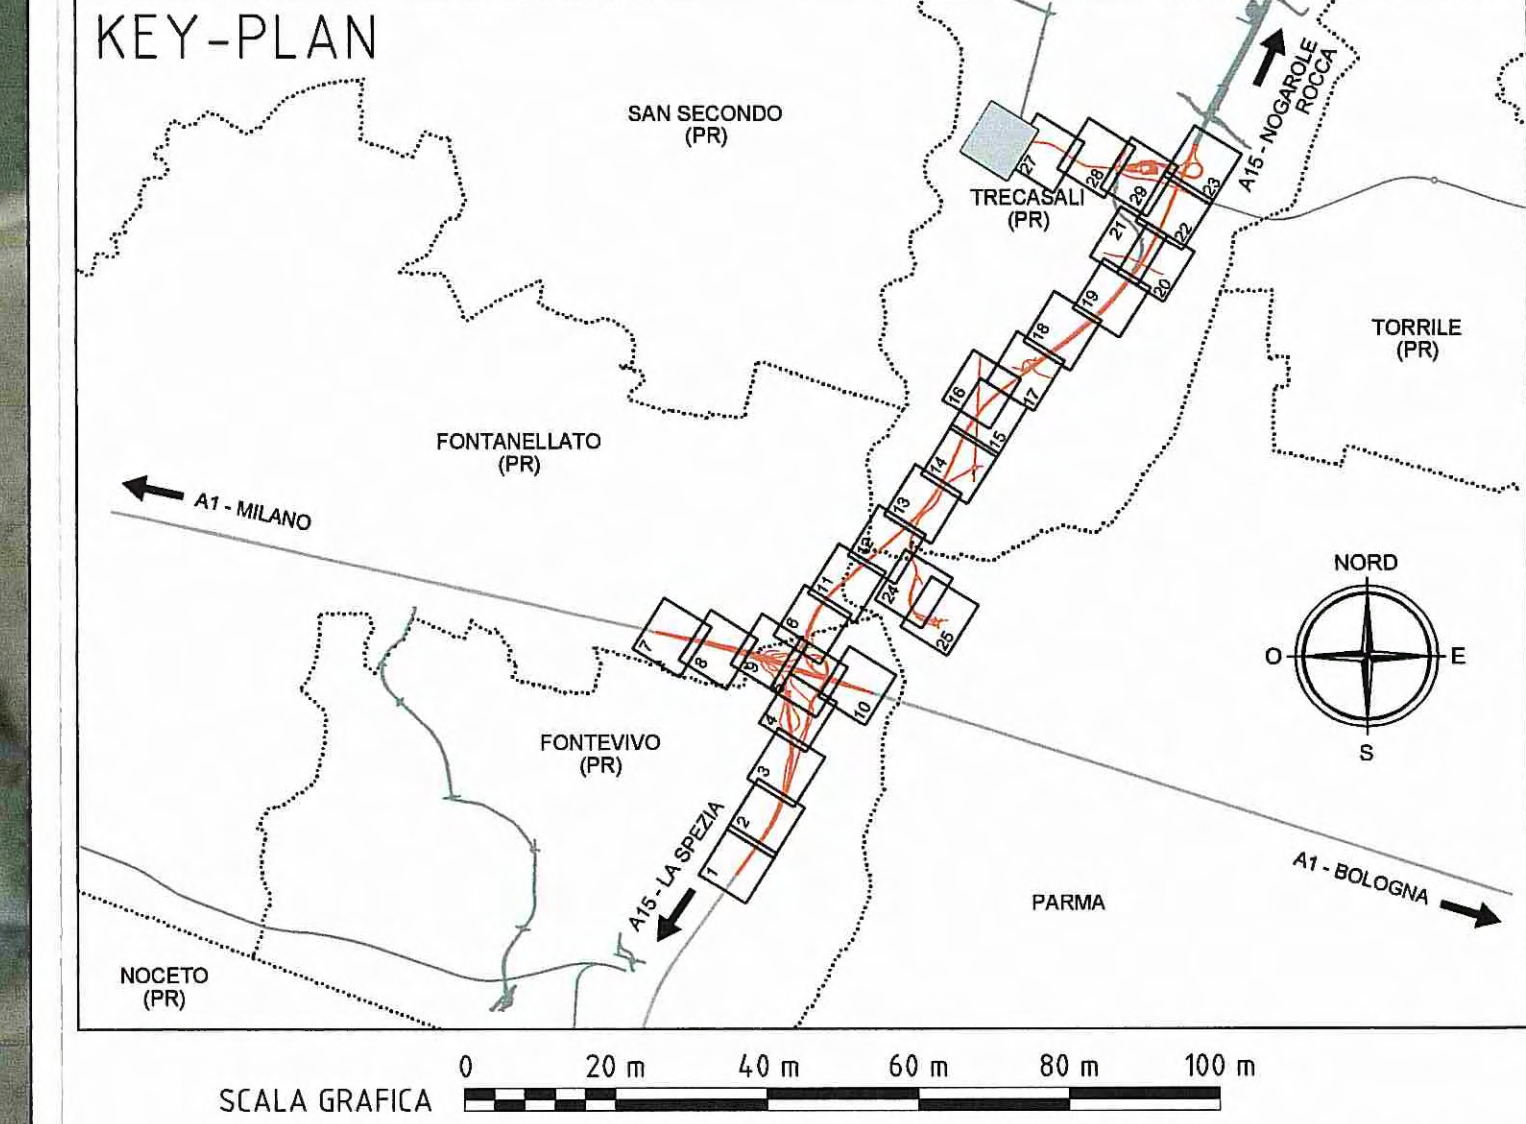 KEY-PLAN
SAN SECONDO
(PR)
A15 - NOGAROLE
ROCCA
27
28
29
23
TRECASALI
(PR)
21
22
20
19
18
TORRILE
(PR)
17
16
15
FONTANELLATO
(PR)
14
A1 - MILANO
13
12
11
24
25
NORD
O
E
S
6
7
8
9
5
10
4
FONTEVIVO
(PR)
3
2
1
A15 - LA SPEZIA
A1 - BOLOGNA
PARMA
NOCETO
(PR)
0 20 m 40 m 60 m 80 m 100 m
SCALA GRAFICA